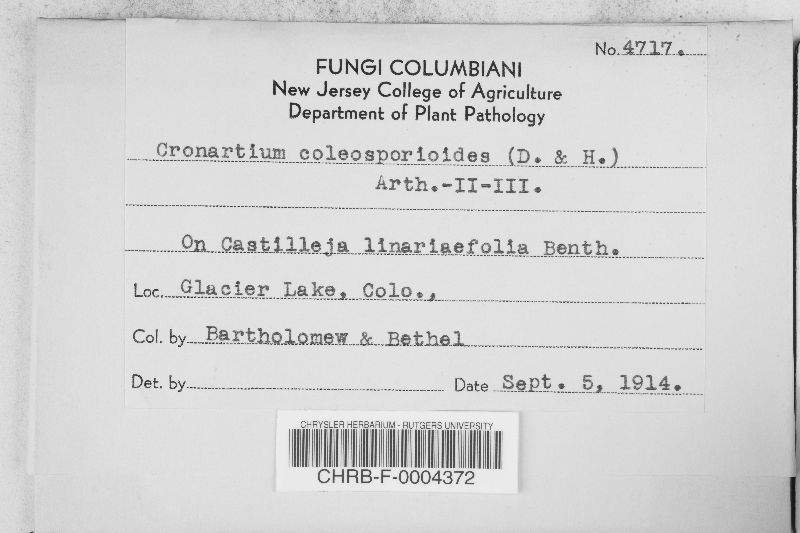 No. 4717.
FUNGI COLUMBIANI
New Jersey College of Agriculture
Department of Plant Pathology
Cronartium coleosporioides (D. & H.)
Arth.-II-III.
On Castilleja linariaefolia Benth.
Loc. Glacier Lake, Colo.,
Col. by Bartholomew & Bethel
Det. by Date Sept. 5, 1914.
CHRYSLER HERBARIUM - RUTGERS UNIVERSITY
CHRB-F-0004372